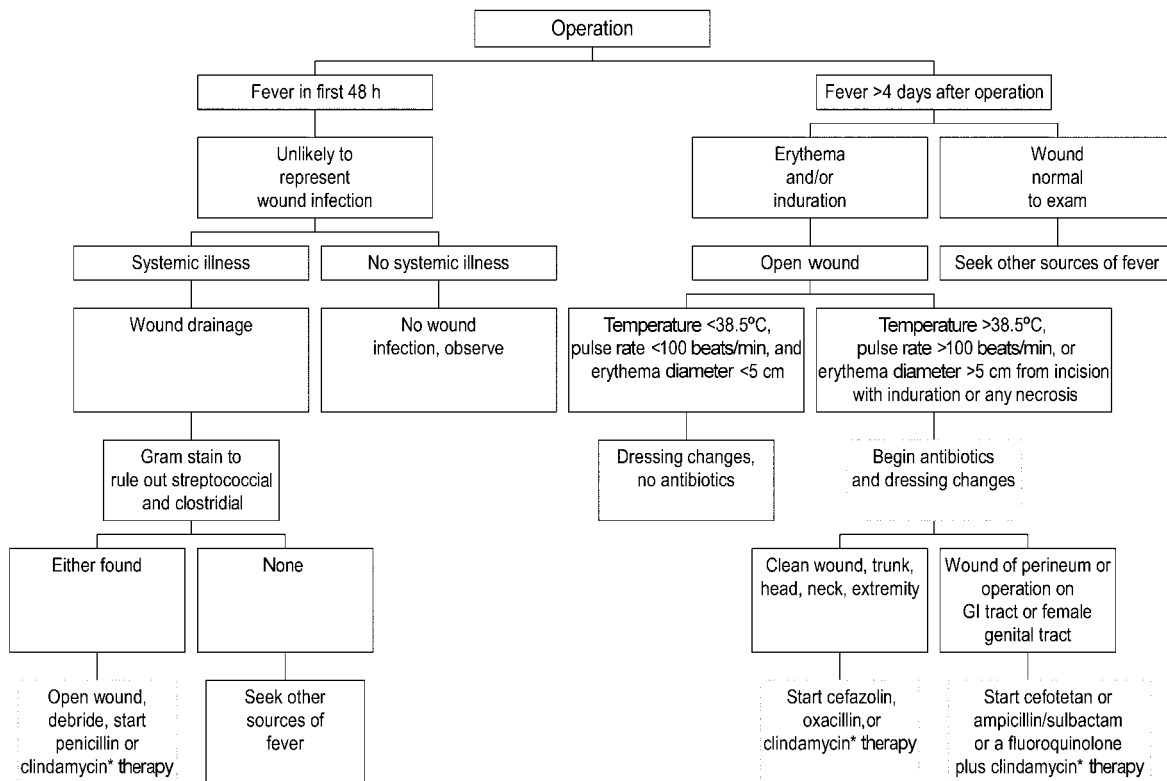 Operation
Fever in first 48 h
Fever >4 days after operation
Unlikely to
represent
wound infection
Erythema
and/or
induration
Wound
normal
to exam
Systemic illness
No systemic illness
Open wound
Seek other sources of fever
Wound drainage
No wound
infection, observe
Temperature <38.5ºC,
pulse rate <100 beats/min, and
erythema diameter <5 cm
Temperature >38.5ºC,
pulse rate >100 beats/min, or
erythema diameter >5 cm from incision
with induration or any necrosis
Gram stain to
rule out streptococcial
and clostridial
Dressing changes,
no antibiotics
Begin antibiotics
and dressing changes
Either found
None
Clean wound, trunk,
head, neck, extremity
Wound of perineum or
operation on
GI tract or female
genital tract
Open wound,
debride, start
penicillin or
clindamycin* therapy
Seek other
sources of
fever
Start cefazolin,
oxacillin, or
clindamycin* therapy
Start cefotetan or
ampicillin/sulbactam
or a fluoroquinolone
plus clindamycin* therapy